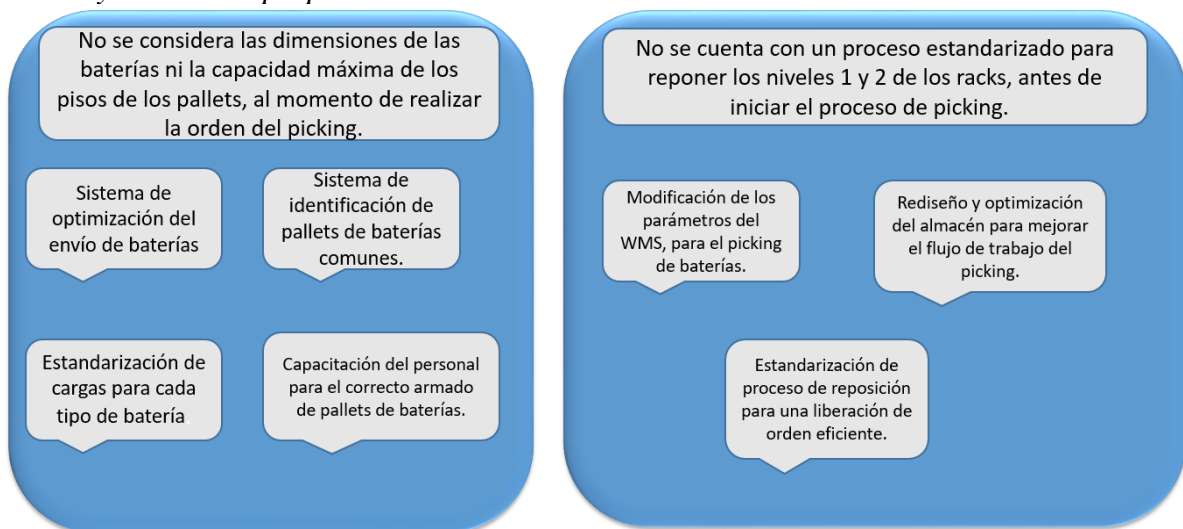 No se considera las dimensiones de las
baterías ni la capacidad máxima de los
pisos de los pallets, al momento de realizar
la orden del picking.
Sistema de
optimización del
envío de baterías
Sistema de
identificación de
pallets de baterías
comunes.
Estandarización de
cargas para cada
tipo de batería
Capacitación del personal
para el correcto armado
de pallets de baterías.
No se cuenta con un proceso estandarizado para
reponer los niveles 1 y 2 de los racks, antes de
iniciar el proceso de picking.
Modificación de los
parámetros del
WMS, para el picking
de baterías.
Rediseño y optimización
del almacén para mejorar
el flujo de trabajo del
picking.
Estandarización de
proceso de reposición
para una liberación de
orden eficiente.